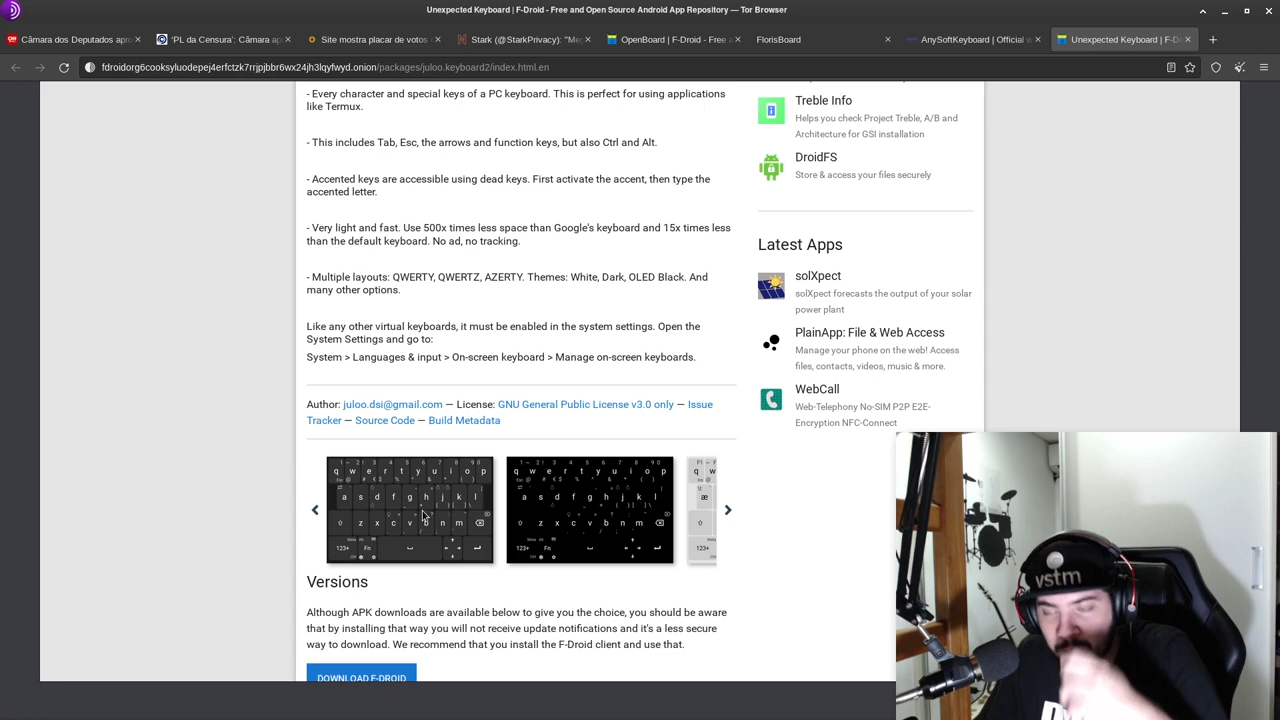 Unexpected Keyboard | F-Droid - Free and Open Source Android App Repository — Tor Browser
Câmara dos Deputados apro
'PL da Censura': Câmara ap
Site mostra placar de votos
Stark (@StarkPrivacy): "Meg
OpenBoard | F-Droid - Free a
FlorisBoard
AnySoftKeyboard | Official w
Unexpected Keyboard | F-D
fdroidorg6cooksyluodepej4erfctzk7rrjpjbbr6wx24jh3lqyfwyd.onion/packages/juloo.keyboard2/index.html.en
- Every character and special keys of a PC keyboard. This is perfect for using applications
like Termux.
- This includes Tab, Esc, the arrows and function keys, but also Ctrl and Alt.
- Accented keys are accessible using dead keys. First activate the accent, then type the
accented letter.
- Very light and fast. Use 500x times less space than Google's keyboard and 15x times less
than the default keyboard. No ad, no tracking.
- Multiple layouts: QWERTY, QWERTZ, AZERTY. Themes: White, Dark, OLED Black. And
many other options.
Like any other virtual keyboards, it must be enabled in the system settings. Open the
System Settings and go to:
System > Languages & input > On-screen keyboard > Manage on-screen keyboards.
Author: juloo.dsi@gmail.com — License: GNU General Public License v3.0 only — Issue
Tracker — Source Code — Build Metadata
q w e r t y u i o p
a s d f g h j k l
z x c v b n m
123+ Fn
q w e r t y u i o p
a s d f g h j k l
z x c v b n m
123+ Fn
q w
æ
123+
Versions
Although APK downloads are available below to give you the choice, you should be aware
that by installing that way you will not receive update notifications and it's a less secure
way to download. We recommend that you install the F-Droid client and use that.
DOWNLOAD F-DROID
Treble Info
Helps you check Project Treble, A/B and
Architecture for GSI installation
DroidFS
Store & access your files securely
Latest Apps
solXpect
solXpect forecasts the output of your solar
power plant
PlainApp: File & Web Access
Manage your phone on the web! Access
files, contacts, videos, music & more.
WebCall
Web-Telephony No-SIM P2P E2E-
Encryption NFC-Connect
vstm